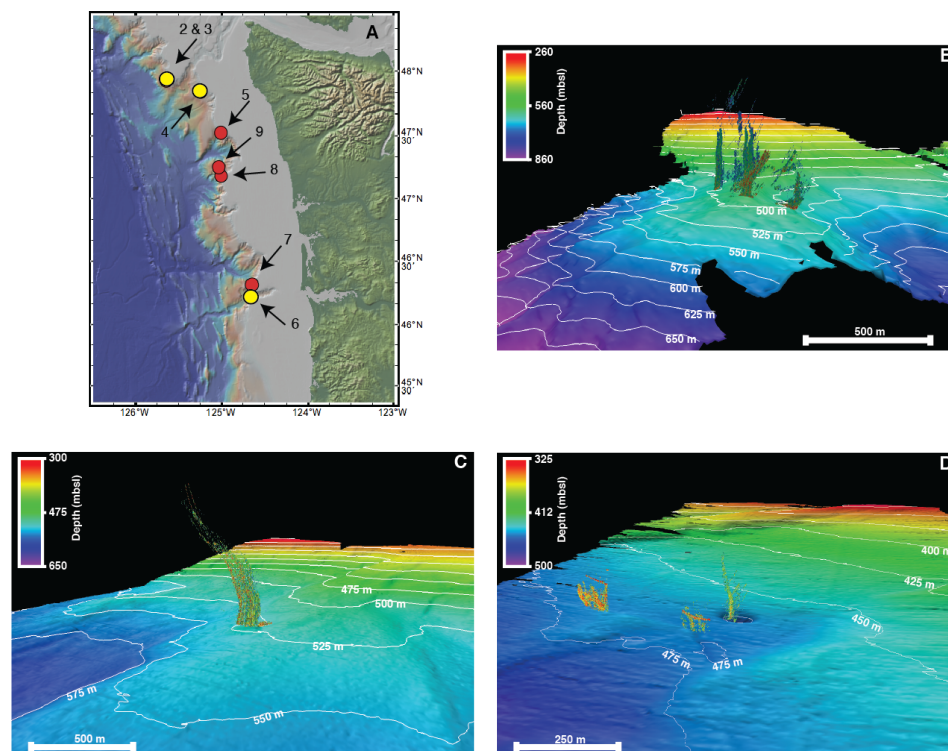 A
2 & 3
4
5
9
8
7
6
48°N
47°N
30´
47°N
46°N
30´
46°N
45°N
30´
126°W
125°W
124°W
123°W
B
260
560
860
Depth (mbsl)
500 m
525 m
550 m
575 m
600 m
625 m
650 m
500 m
C
300
475
650
Depth (mbsl)
475 m
500 m
525 m
550 m
575 m
500 m
D
325
412
500
Depth (mbsl)
400 m
425 m
450 m
475 m
475 m
250 m